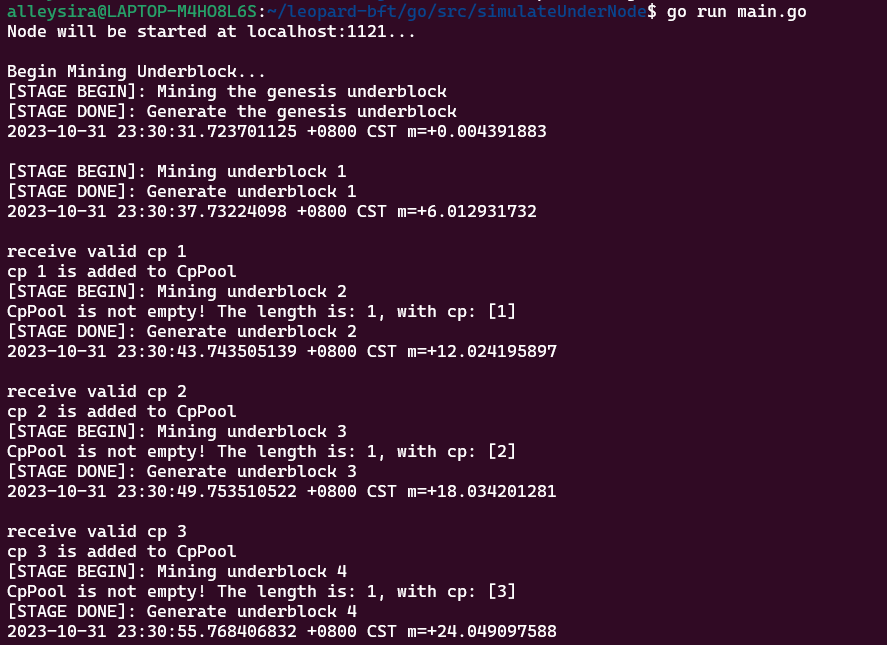 alleysira@LAPTOP-M4HO8L6S:~/leopard-bft/go/src/simulateUnderNode$ go run main.go
Node will be started at localhost:1121...
Begin Mining Underblock...
[STAGE BEGIN]: Mining the genesis underblock
[STAGE DONE]: Generate the genesis underblock
2023-10-31 23:30:31.723701125 +0800 CST m=+0.004391883
[STAGE BEGIN]: Mining underblock 1
[STAGE DONE]: Generate underblock 1
2023-10-31 23:30:37.73224098 +0800 CST m=+6.012931732
receive valid cp 1
cp 1 is added to CpPool
[STAGE BEGIN]: Mining underblock 2
CpPool is not empty! The length is: 1, with cp: [1]
[STAGE DONE]: Generate underblock 2
2023-10-31 23:30:43.743505139 +0800 CST m=+12.024195897
receive valid cp 2
cp 2 is added to CpPool
[STAGE BEGIN]: Mining underblock 3
CpPool is not empty! The length is: 1, with cp: [2]
[STAGE DONE]: Generate underblock 3
2023-10-31 23:30:49.753510522 +0800 CST m=+18.034201281
receive valid cp 3
cp 3 is added to CpPool
[STAGE BEGIN]: Mining underblock 4
CpPool is not empty! The length is: 1, with cp: [3]
[STAGE DONE]: Generate underblock 4
2023-10-31 23:30:55.768406832 +0800 CST m=+24.049097588